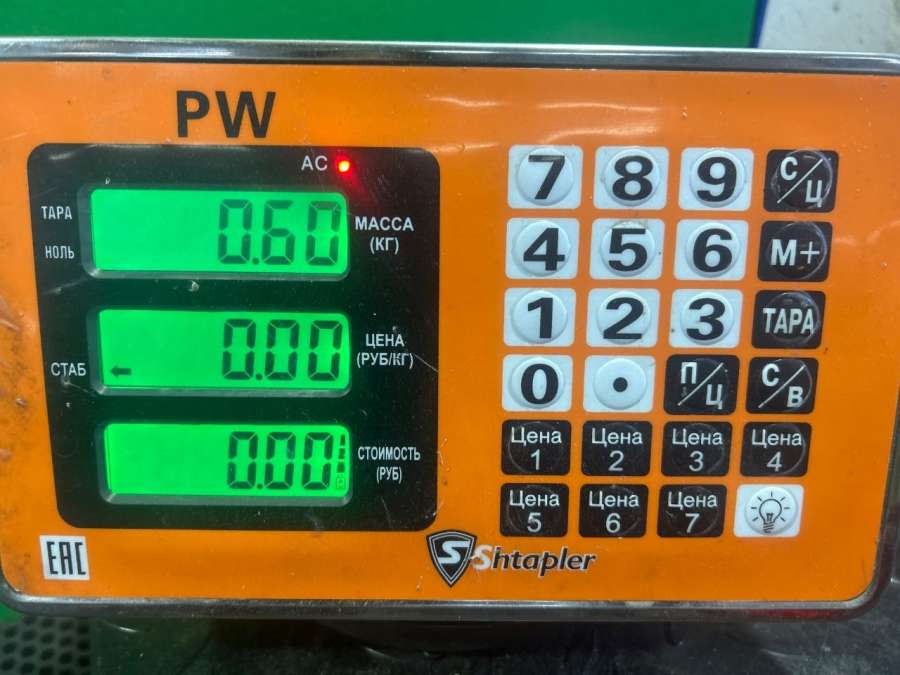 PW
AC
ТАРА
НОЛЬ
0.60
МАССА
(КГ)
СТАБ
0.00
ЦЕНА
(РУБ/КГ)
0.00
СТОИМОСТЬ
(РУБ)
7 8 9 С/Ц
4 5 6 М+
1 2 3 ТАРА
0 • П/Ц С/В
Цена 1 Цена 2 Цена 3 Цена 4
Цена 5 Цена 6 Цена 7
EAC
S Shtapler